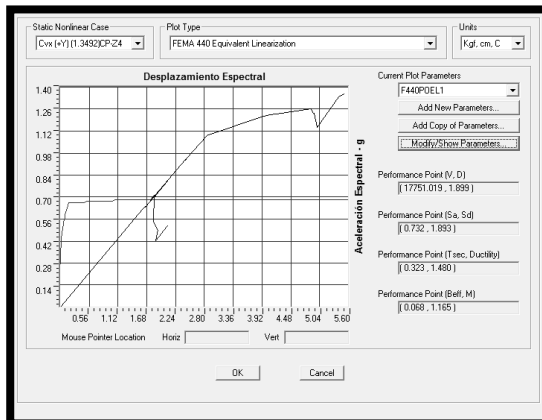 Static Nonlinear Case
Cvx (+Y) (1.3492)CP-Z4
Plot Type
FEMA 440 Equivalent Linearization
Units
Kgf, cm, C
Desplazamiento Espectral
1.40
1.26
1.12
0.98
0.84
0.70
0.56
0.42
0.28
0.14
0.56 1.12 1.68 2.24 2.80 3.36 3.92 4.48 5.04 5.60
Aceleración Espectral - g
Mouse Pointer Location Horiz Vert
Current Plot Parameters
F440POEL1
Add New Parameters...
Add Copy of Parameters...
Modify/Show Parameters...
Performance Point (V, D)
( 17751.019 , 1.899 )
Performance Point (Sa, Sd)
( 0.732 , 1.893 )
Performance Point (Tsec, Ductility)
( 0.323 , 1.480 )
Performance Point (Beff, M)
( 0.068 , 1.165 )
OK Cancel